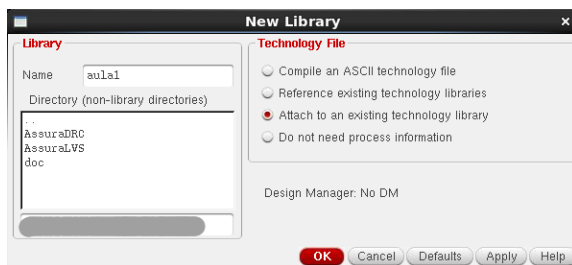 New Library
Library
Name aula1
Directory (non-library directories)
..
AssuraDRC
AssuraLVS
doc
Technology File
Compile an ASCII technology file
Reference existing technology libraries
Attach to an existing technology library
Do not need process information
Design Manager: No DM
OK Cancel Defaults Apply Help